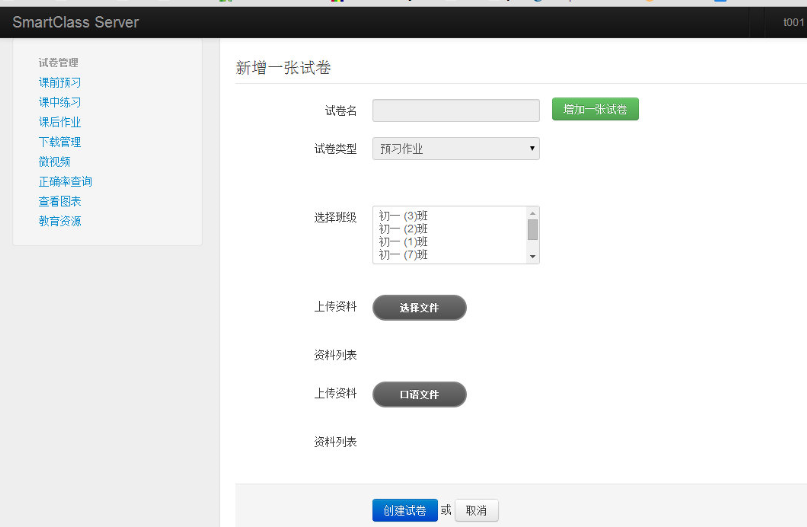 SmartClass Server
t001
试卷管理
课前预习
课中练习
课后作业
下载管理
微视频
正确率查询
查看图表
教育资源
新增一张试卷
试卷名
增加一张试卷
试卷类型 预习作业
选择班级
初一 (3)班
初一 (2)班
初一 (1)班
初一 (7)班
上传资料 选择文件
资料列表
上传资料 口语文件
资料列表
创建试卷 或 取消